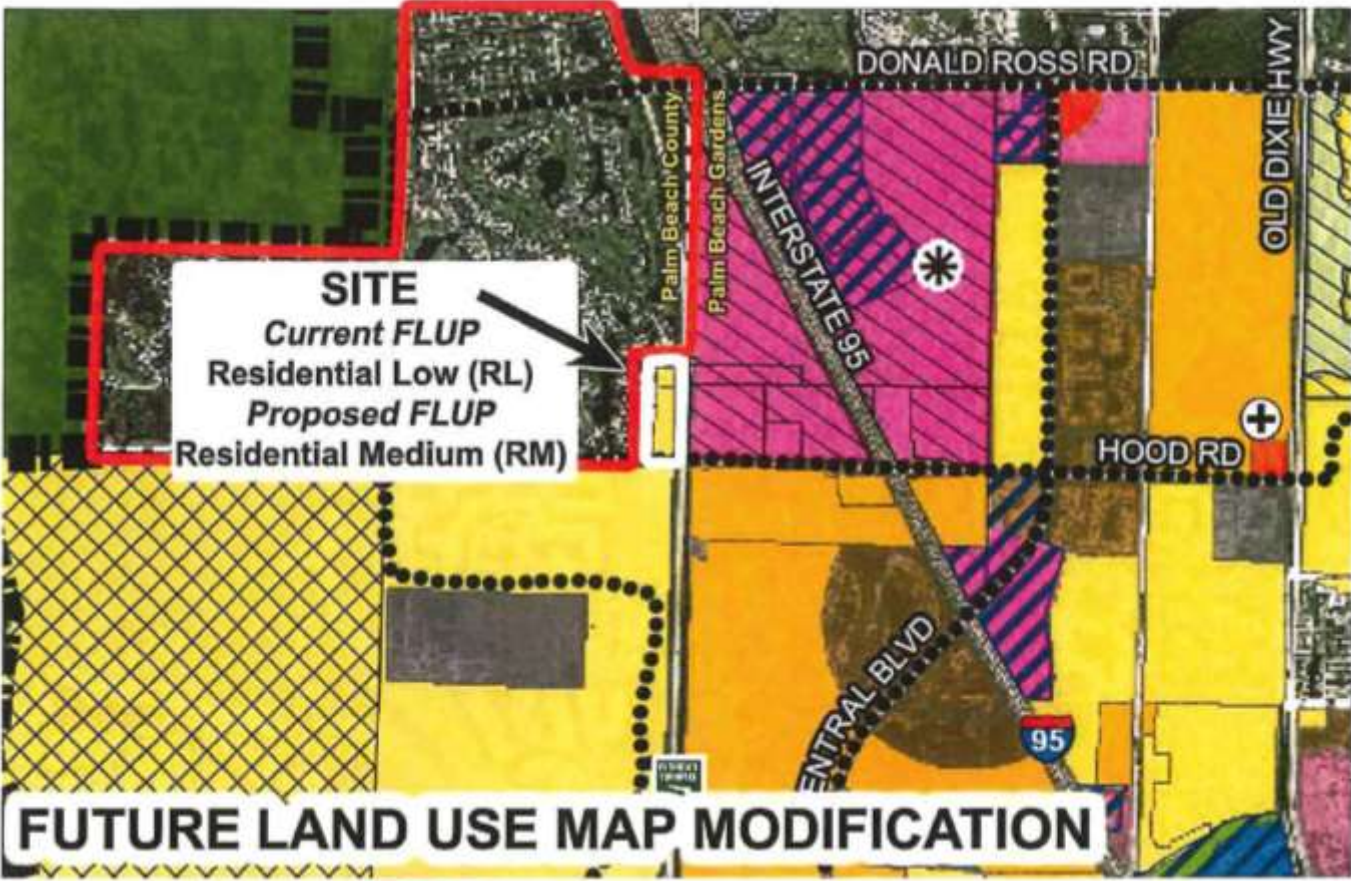 DONALD ROSS RD
OLD DIXIE HWY
Palm Beach County
Palm Beach Gardens
INTERSTATE 95
SITE
Current FLUP
Residential Low (RL)
Proposed FLUP
Residential Medium (RM)
HOOD RD
ENTRAL BLVD
95
FUTURE LAND USE MAP MODIFICATION